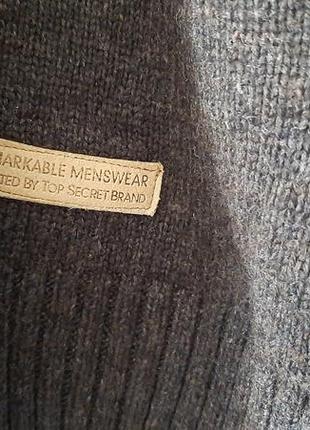 MARKABLE MENSWEAR
TED BY TOP SECRET BRAND